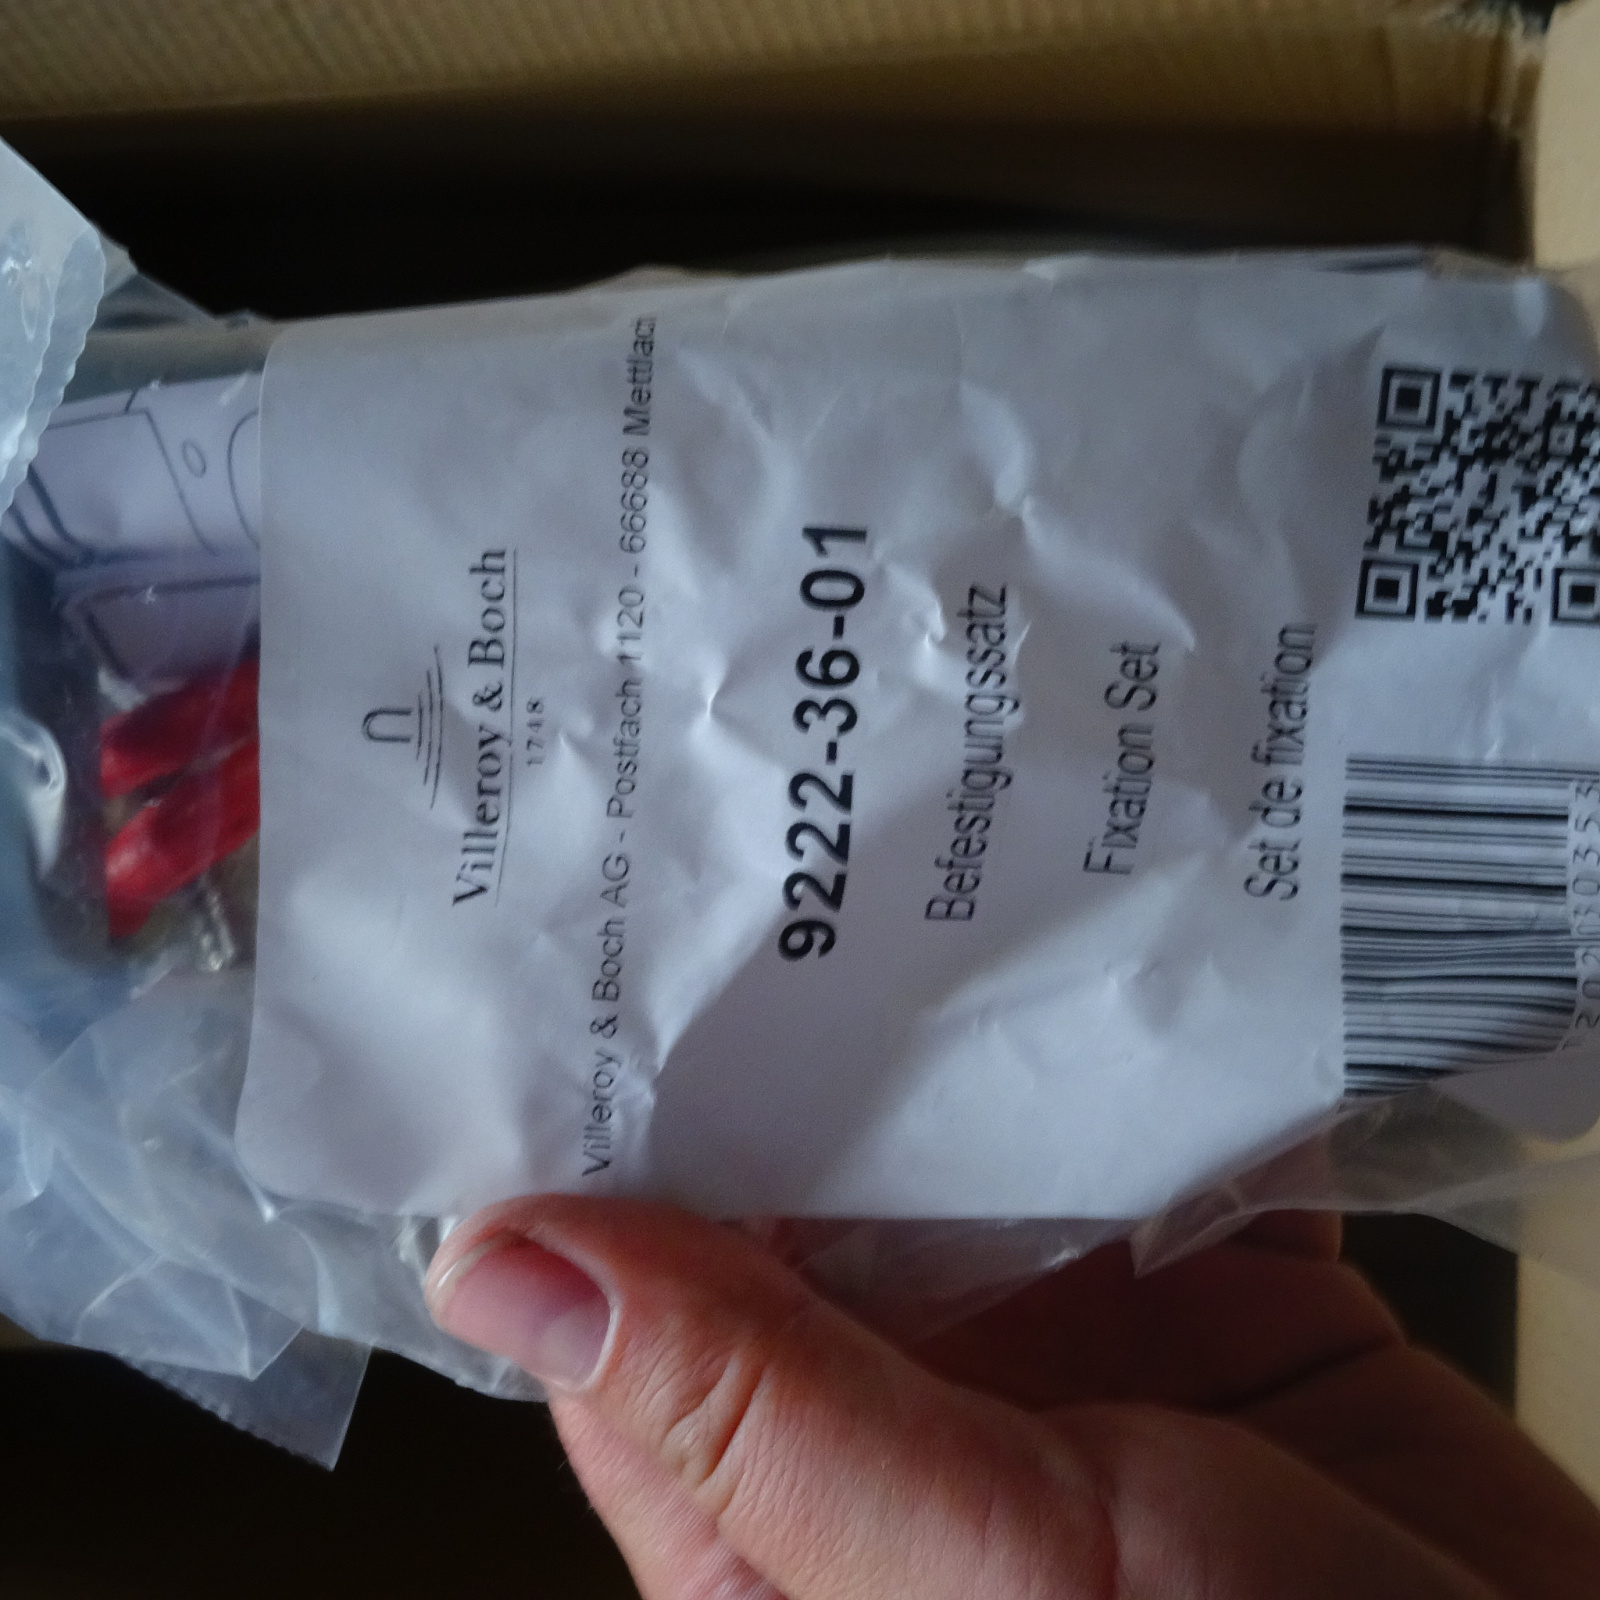 Villeroy & Boch
1748
Villeroy & Boch AG - Postfach 1120 - 66688 Mettlach
9222-36-01
Befestigungssatz
Fixation Set
Set de fixation